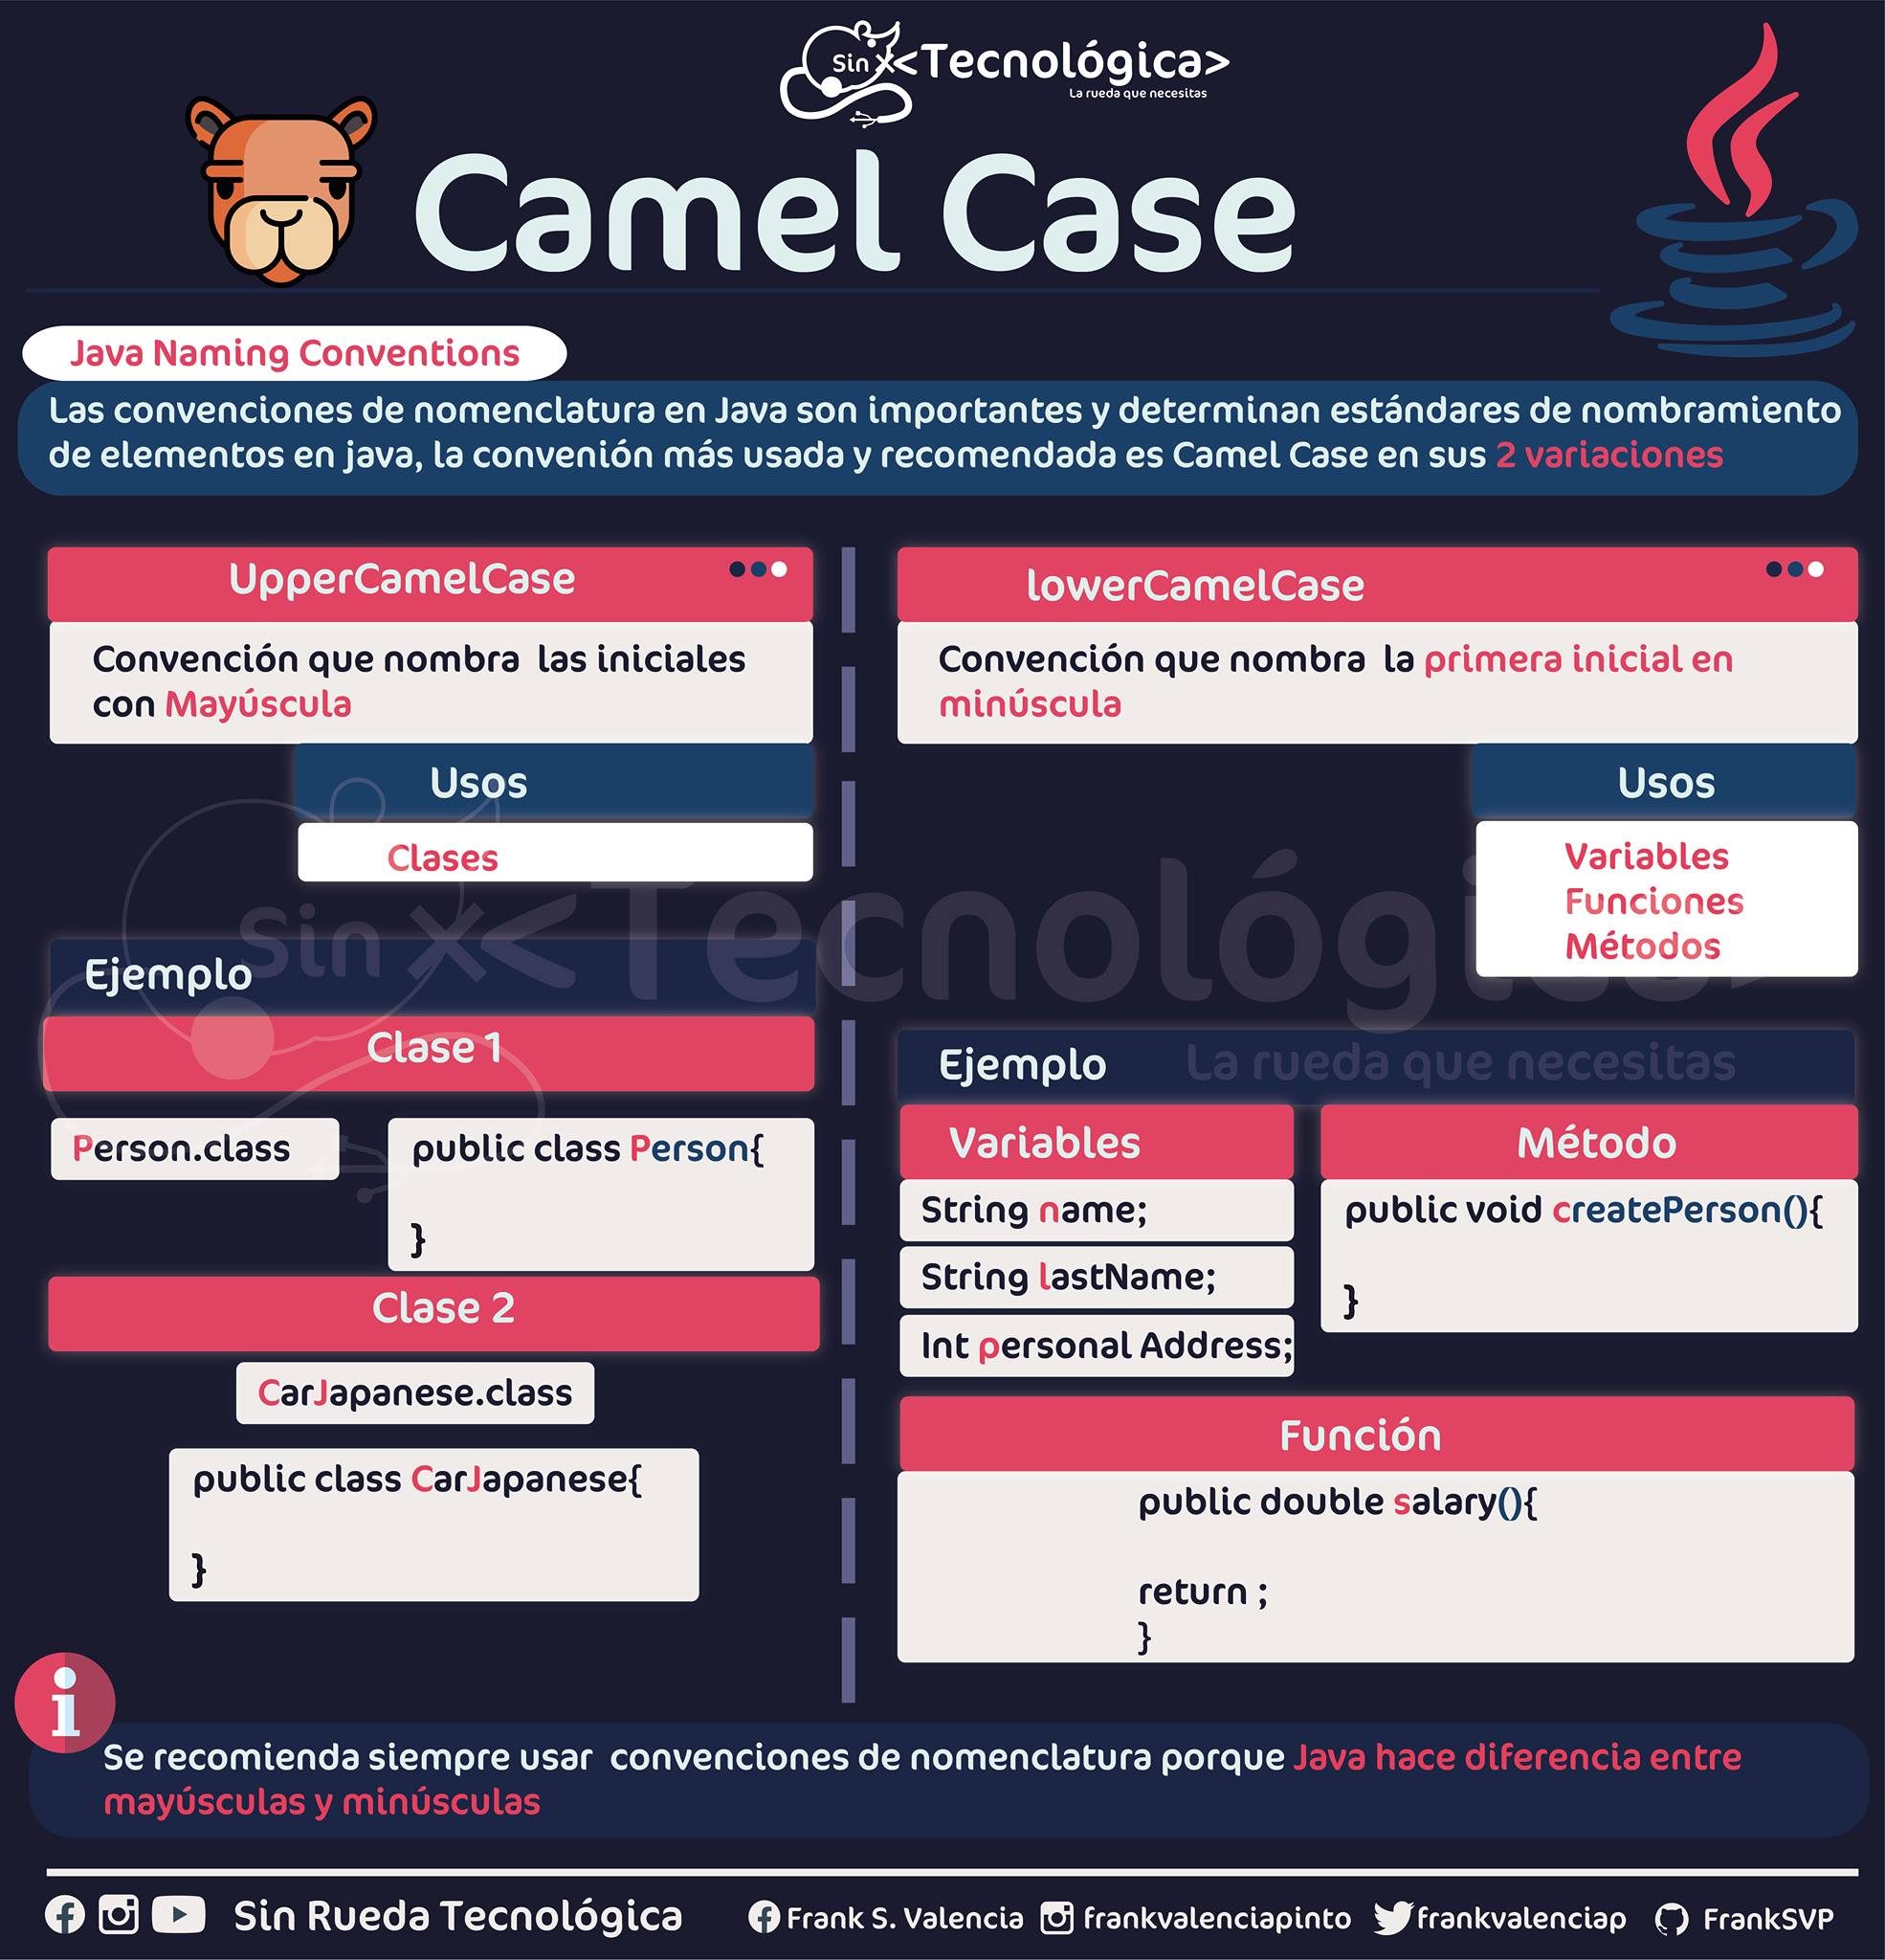 Sin <Tecnológica>
La rueda que necesitas
Camel Case
Java Naming Conventions
Las convenciones de nomenclatura en Java son importantes y determinan estándares de nombramiento
de elementos en java, la convenión más usada y recomendada es Camel Case en sus 2 variaciones
UpperCamelCase
Convención que nombra las iniciales
con Mayúscula
Usos
Clases
Ejemplo
Clase 1
Person.class
public class Person{
}
Clase 2
CarJapanese.class
public class CarJapanese{
}
lowerCamelCase
Convención que nombra la primera inicial en
minúscula
Usos
Variables
Funciones
Métodos
Sin <Tecnológica>
La rueda que necesitas
Ejemplo
Variables
String name;
String lastName;
Int personal Address;
Método
public void createPerson(){
}
Función
public double salary(){
return ;
}
i
Se recomienda siempre usar convenciones de nomenclatura porque Java hace diferencia entre
mayúsculas y minúsculas
Sin Rueda Tecnológica
Frank S. Valencia
frankvalenciapinto
frankvalenciap
FrankSVP